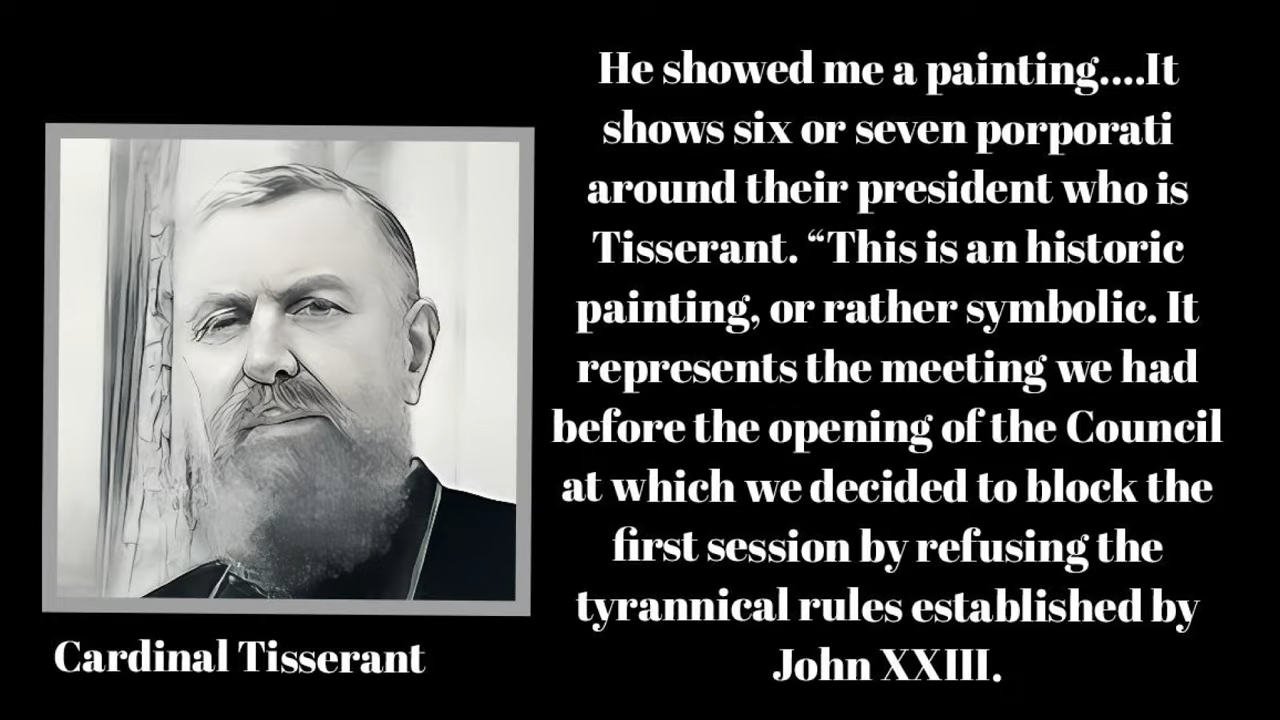 He showed me a painting....It
shows six or seven porporati
around their president who is
Tisserant. “This is an historic
painting, or rather symbolic. It
represents the meeting we had
before the opening of the Council
at which we decided to block the
first session by refusing the
tyrannical rules established by
John XXIII.
Cardinal Tisserant